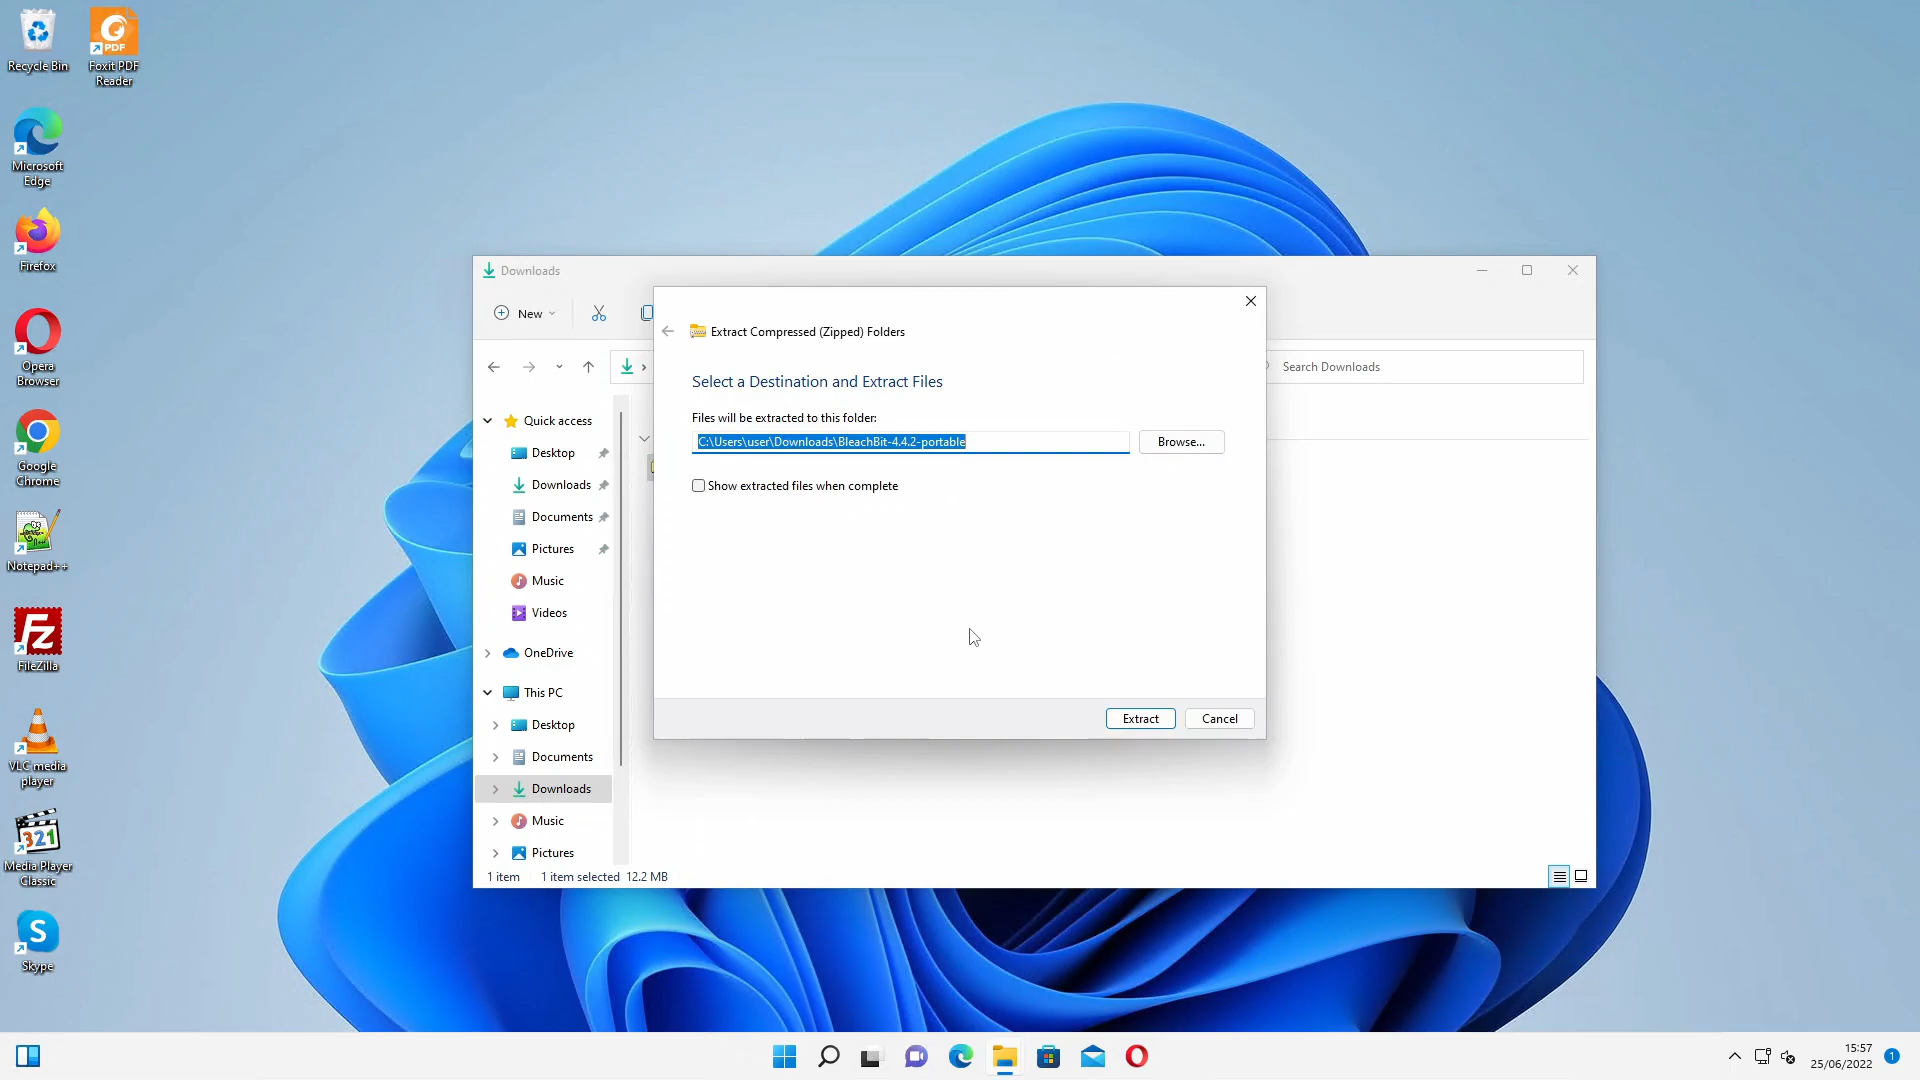 Recycle Bin
Foxit PDF
Reader
PDF
Microsoft
Edge
Firefox
Opera
Browser
Google
Chrome
Notepad++
Fz
FileZilla
VLC media
player
321
Media Player
Classic
S
Skype
Downloads
New
Search Downloads
Quick access
Desktop
Downloads
Documents
Pictures
Music
Videos
OneDrive
This PC
Desktop
Documents
Downloads
Music
Pictures
1 item
1 item selected 12.2 MB
Extract Compressed (Zipped) Folders
Select a Destination and Extract Files
Files will be extracted to this folder:
C:\Users\user\Downloads\BleachBit-4.4.2-portable
Browse...
Show extracted files when complete
Extract
Cancel
15:57
25/06/2022
1